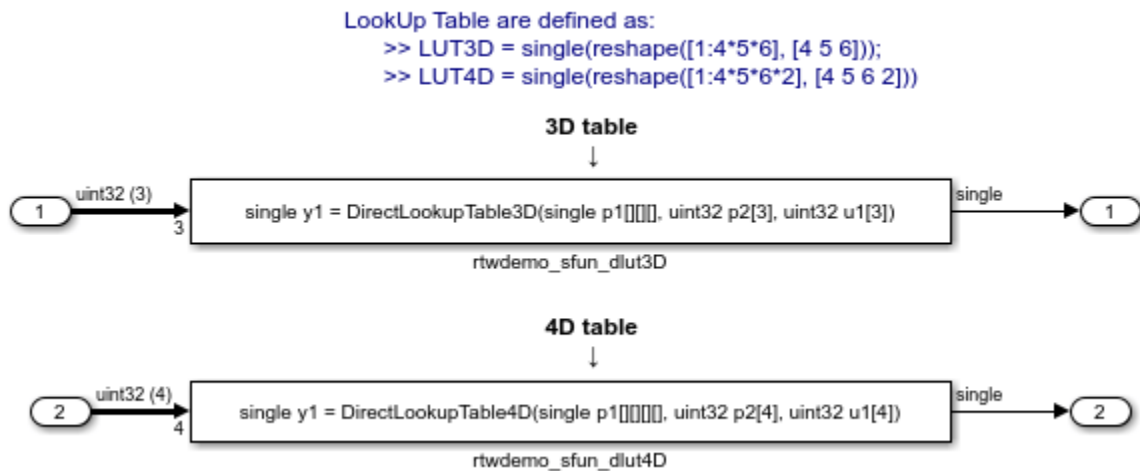 LookUp Table are defined as:
>> LUT3D = single(reshape([1:4*5*6], [4 5 6]));
>> LUT4D = single(reshape([1:4*5*6*2], [4 5 6 2]))
3D table
↓
uint32 (3)
1
3
single y1 = DirectLookupTable3D(single p1[][][], uint32 p2[3], uint32 u1[3])
single
1
rtwdemo_sfun_dlut3D
4D table
↓
uint32 (4)
2
4
single y1 = DirectLookupTable4D(single p1[][][][], uint32 p2[4], uint32 u1[4])
single
2
rtwdemo_sfun_dlut4D